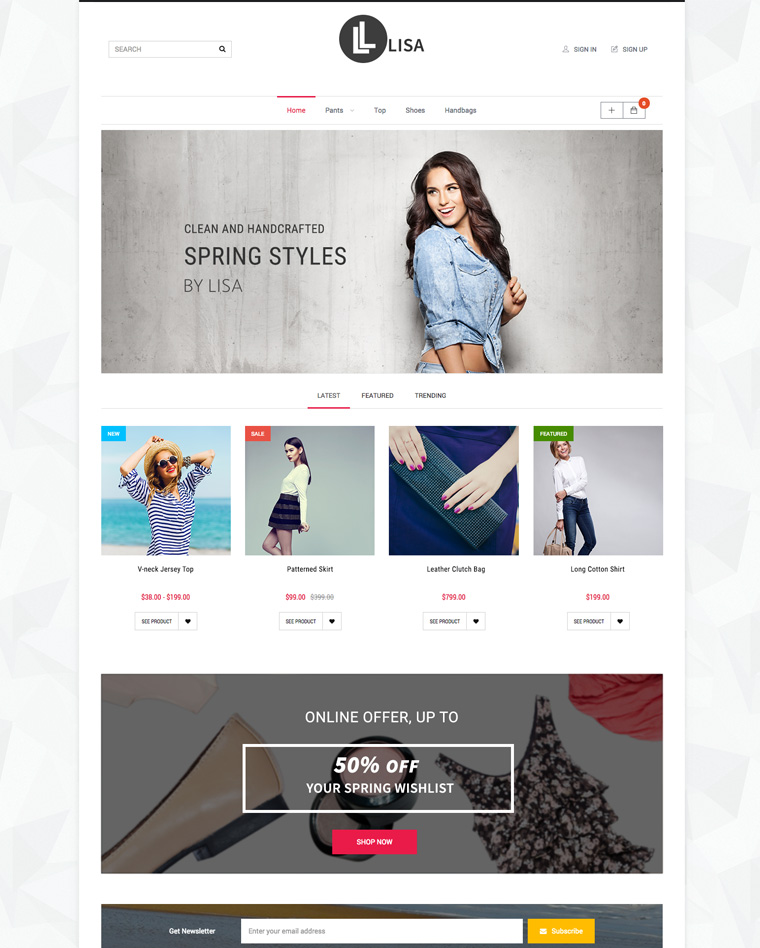 SEARCH
LL LISA
SIGN IN
SIGN UP
Home
Pants
Top
Shoes
Handbags
0
CLEAN AND HANDCRAFTED
SPRING STYLES
BY LISA
LATEST
FEATURED
TRENDING
NEW
SALE
FEATURED
V-neck Jersey Top
Patterned Skirt
Leather Clutch Bag
Long Cotton Shirt
$38.00 - $199.00
$99.00 $399.00
$799.00
$199.00
SEE PRODUCT
SEE PRODUCT
SEE PRODUCT
SEE PRODUCT
ONLINE OFFER, UP TO
50% OFF
YOUR SPRING WISHLIST
SHOP NOW
Get Newsletter
Enter your email address
Subscribe